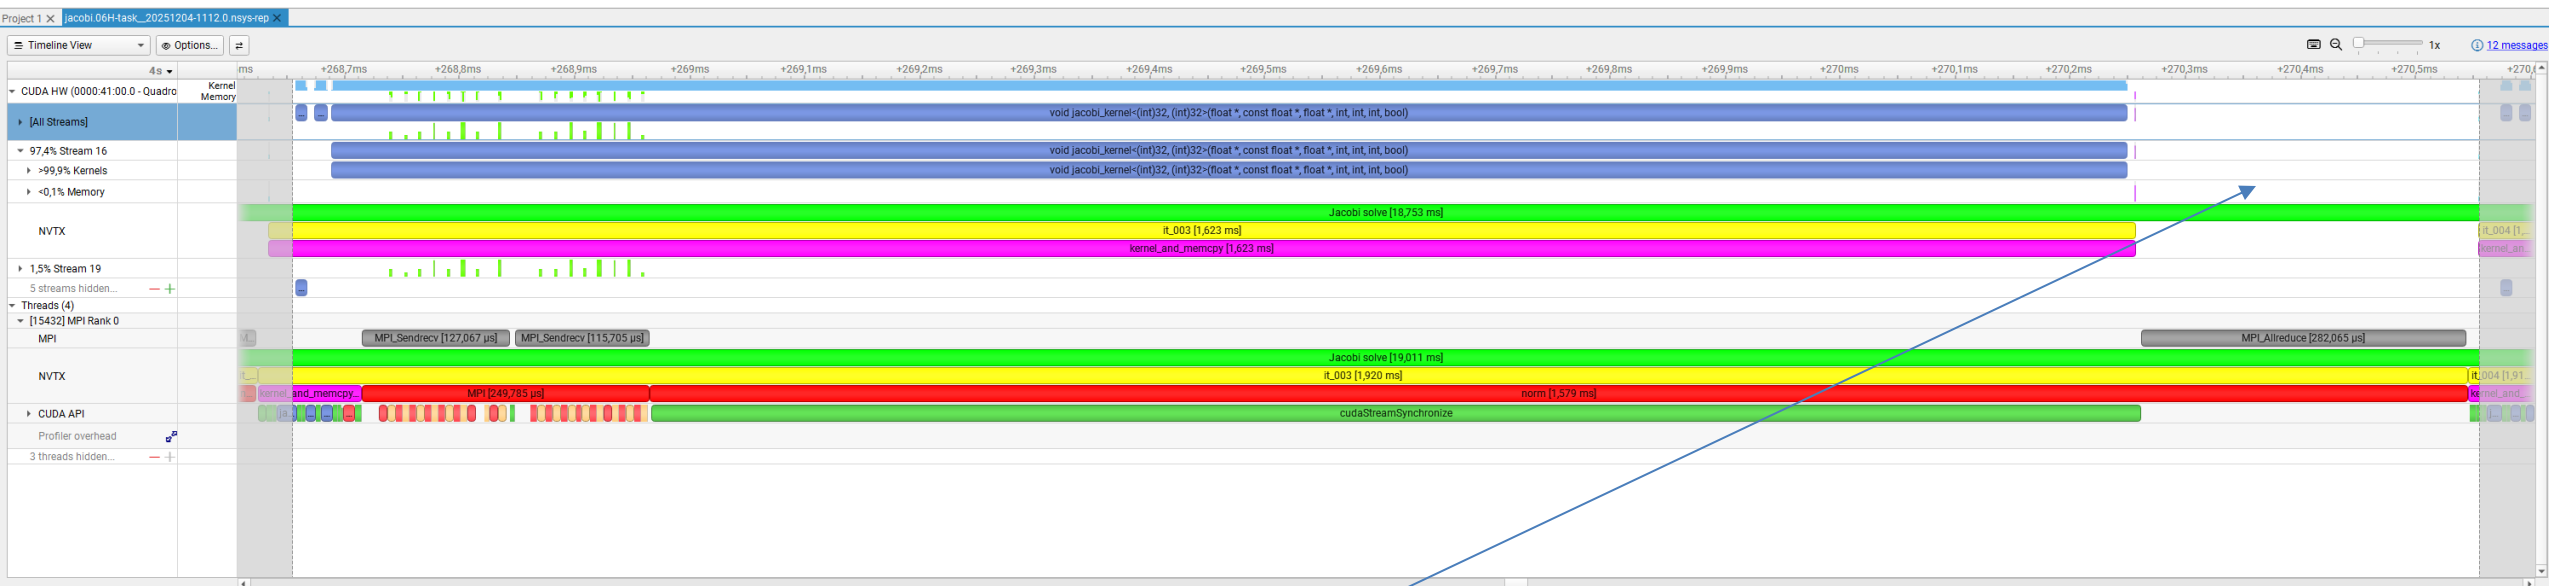 Project 1 jacobi.06H-task__20251204-1112.0.nsys-rep
Timeline View Options... 1x 12 messages
4s ms +268,7ms +268,8ms +268,9ms +269ms +269,1ms +269,2ms +269,3ms +269,4ms +269,5ms +269,6ms +269,7ms +269,8ms +269,9ms +270ms +270,1ms +270,2ms +270,3ms +270,4ms +270,5ms
CUDA HW (0000:41:00.0 - Quadro Kernel
Memory
[All Streams] ... ... void jacobi_kernel<(int)32, (int)32>(float *, const float *, float *, int, int, int, bool)
97,4% Stream 16 void jacobi_kernel<(int)32, (int)32>(float *, const float *, float *, int, int, int, bool)
>99,9% Kernels void jacobi_kernel<(int)32, (int)32>(float *, const float *, float *, int, int, int, bool)
<0,1% Memory
Jacobi solve [18,753 ms]
NVTX it_003 [1,623 ms] it_004 [1,...
kernel_and_memcpy [1,623 ms] kernel_an...
1,5% Stream 19
5 streams hidden... ...
Threads (4)
[15432] MPI Rank 0
MPI M... MPI_Sendrecv [127,067 µs] MPI_Sendrecv [115,705 µs] MPI_Allreduce [282,065 µs]
Jacobi solve [19,011 ms]
NVTX it_... it_003 [1,920 ms] it_004 [1,91...
kernel_and_memcpy... MPI [249,785 µs] norm [1,579 ms] kernel_and_...
CUDA API cudaStreamSynchronize
Profiler overhead
3 threads hidden...